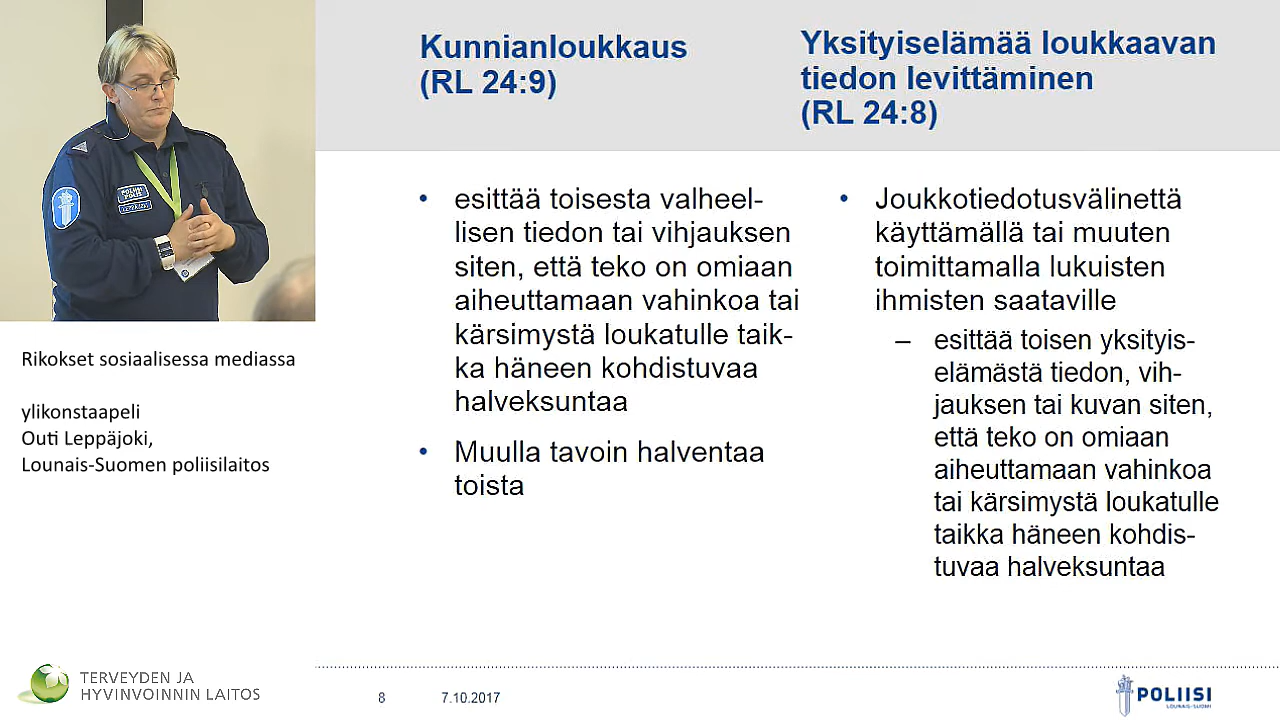 Kunnianloukkaus
(RL 24:9)
Yksityiselämää loukkaavan
tiedon levittäminen
(RL 24:8)
• esittää toisesta valheel-
lisen tiedon tai vihjauksen
siten, että teko on omiaan
aiheuttamaan vahinkoa tai
kärsimystä loukatulle taik-
ka häneen kohdistuvaa
halveksuntaa
• Muulla tavoin halventaa
toista
• Joukkotiedotusvälinettä
käyttämällä tai muuten
toimittamalla lukuisten
ihmisten saataville
– esittää toisen yksityis-
elämästä tiedon, vih-
jauksen tai kuvan siten,
että teko on omiaan
aiheuttamaan vahinkoa
tai kärsimystä loukatulle
taikka häneen kohdis-
tuvaa halveksuntaa
POLIISI
POLIS
Rikokset sosiaalisessa mediassa
ylikonstaapeli
Outi Leppäjoki,
Lounais-Suomen poliisilaitos
TERVEYDEN JA
HYVINVOINNIN LAITOS
8
7.10.2017
POLIISI
LOUNAIS-SUOMI